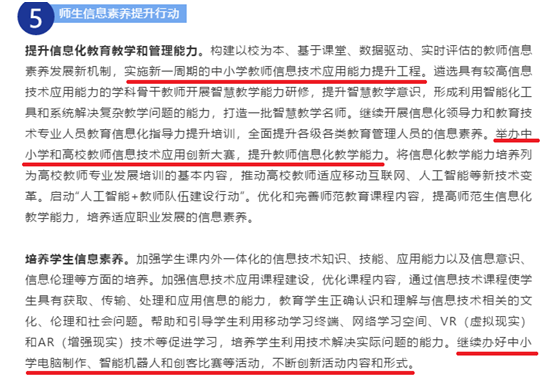 5 师生信息素养提升行动
提升信息化教育教学和管理能力。构建以校为本、基于课堂、数据驱动、实时评估的教师信息
素养发展新机制，实施新一周期的中小学教师信息技术应用能力提升工程。遴选具有较高信息
技术应用能力的学科骨干教师开展智慧教学能力研修，提升智慧教学意识，形成利用智能化工
具和系统解决复杂教学问题的能力，打造一批智慧教学名师。继续开展信息化领导力和教育技
术专业人员教育信息化指导力提升培训，全面提升各级各类教育管理人员的信息素养。举办中
小学和高校教师信息技术应用创新大赛，提升教师信息化教学能力。将信息化教学能力培养列
为高校教师专业发展培训的基本内容，推动高校教师适应移动互联网、人工智能等新技术变
革。启动“人工智能+教师队伍建设行动”。优化和完善师范教育课程内容，提高师范生信息化
教学能力，培养适应职业发展的信息素养。
培养学生信息素养。加强学生课内外一体化的信息技术知识、技能、应用能力以及信息意识、
信息伦理等方面的培养。加强信息技术应用课程建设，优化课程内容，通过信息技术课程使学
生具有获取、传输、处理和应用信息的能力，教育学生正确认识和理解与信息技术相关的文
化、伦理和社会问题。帮助和引导学生利用移动学习终端、网络学习空间、VR（虚拟现实）
和AR（增强现实）技术等促进学习，培养学生利用技术解决实际问题的能力。继续办好中小
学电脑制作、智能机器人和创客比赛等活动，不断创新活动内容和形式。